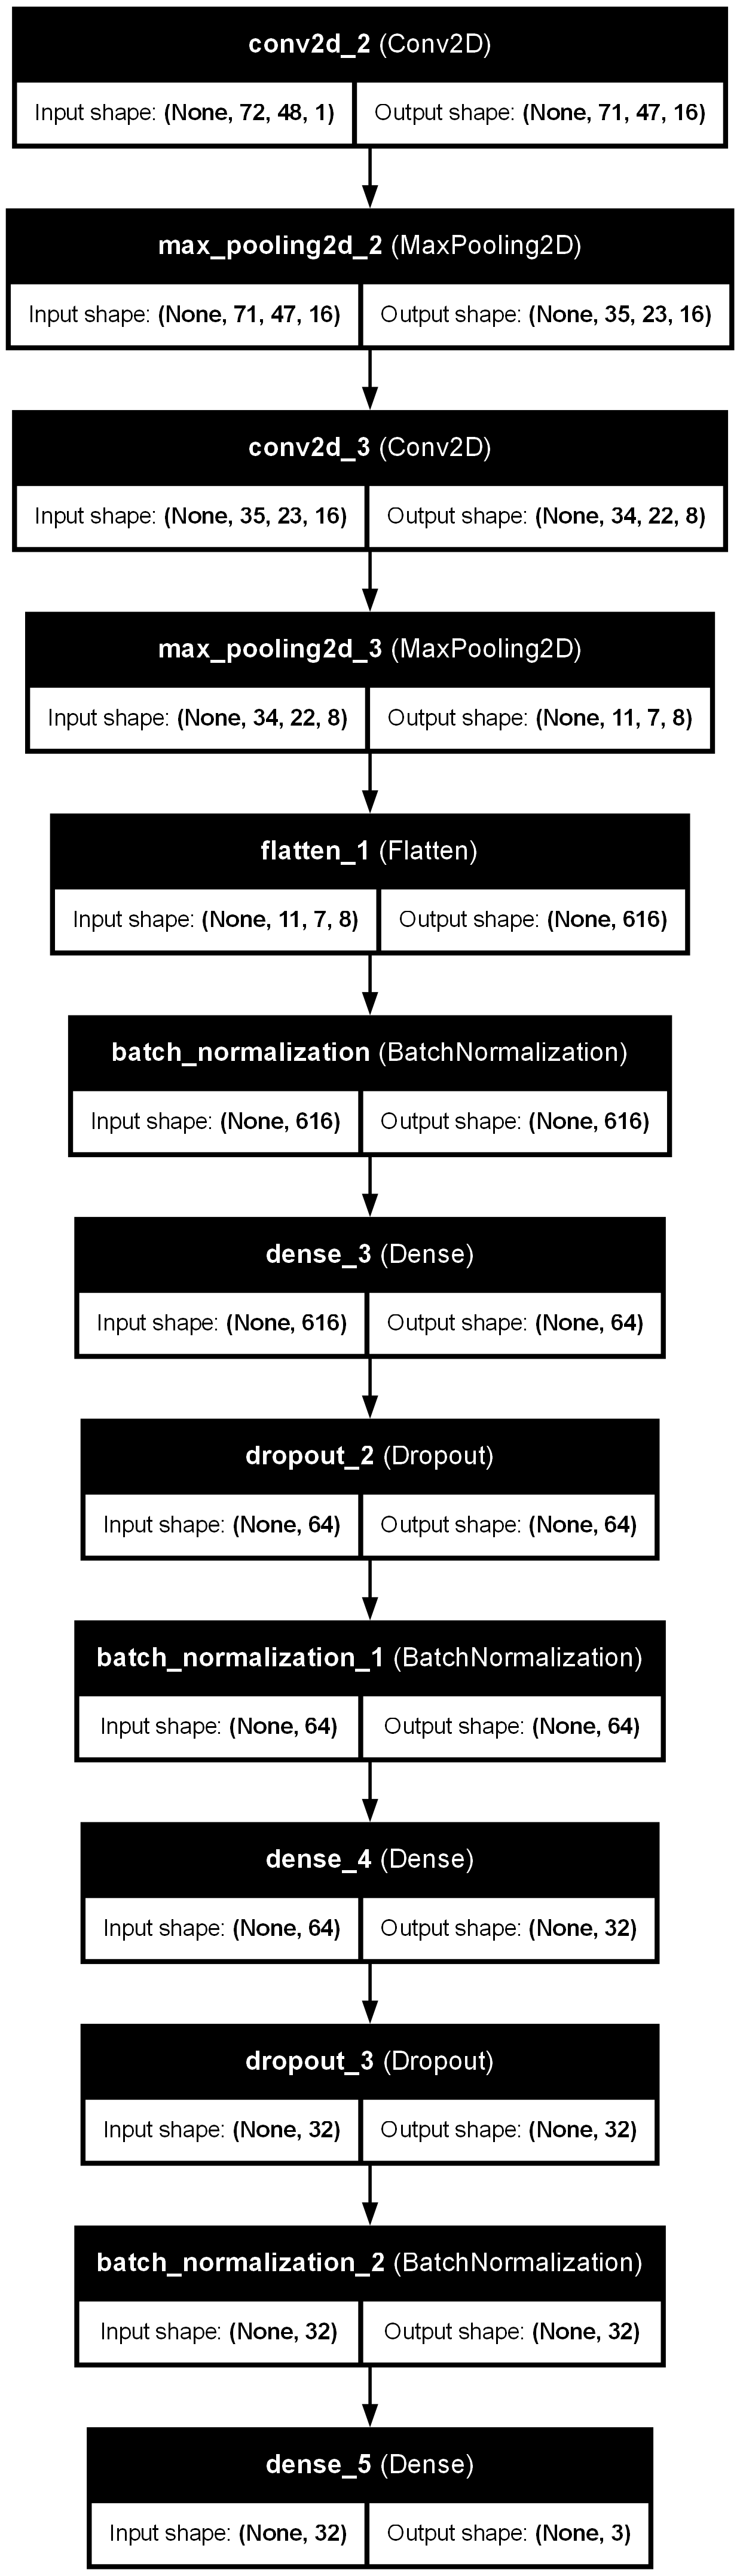 conv2d_2 (Conv2D)
Input shape: (None, 72, 48, 1) Output shape: (None, 71, 47, 16)
max_pooling2d_2 (MaxPooling2D)
Input shape: (None, 71, 47, 16) Output shape: (None, 35, 23, 16)
conv2d_3 (Conv2D)
Input shape: (None, 35, 23, 16) Output shape: (None, 34, 22, 8)
max_pooling2d_3 (MaxPooling2D)
Input shape: (None, 34, 22, 8) Output shape: (None, 11, 7, 8)
flatten_1 (Flatten)
Input shape: (None, 11, 7, 8) Output shape: (None, 616)
batch_normalization (BatchNormalization)
Input shape: (None, 616) Output shape: (None, 616)
dense_3 (Dense)
Input shape: (None, 616) Output shape: (None, 64)
dropout_2 (Dropout)
Input shape: (None, 64) Output shape: (None, 64)
batch_normalization_1 (BatchNormalization)
Input shape: (None, 64) Output shape: (None, 64)
dense_4 (Dense)
Input shape: (None, 64) Output shape: (None, 32)
dropout_3 (Dropout)
Input shape: (None, 32) Output shape: (None, 32)
batch_normalization_2 (BatchNormalization)
Input shape: (None, 32) Output shape: (None, 32)
dense_5 (Dense)
Input shape: (None, 32) Output shape: (None, 3)